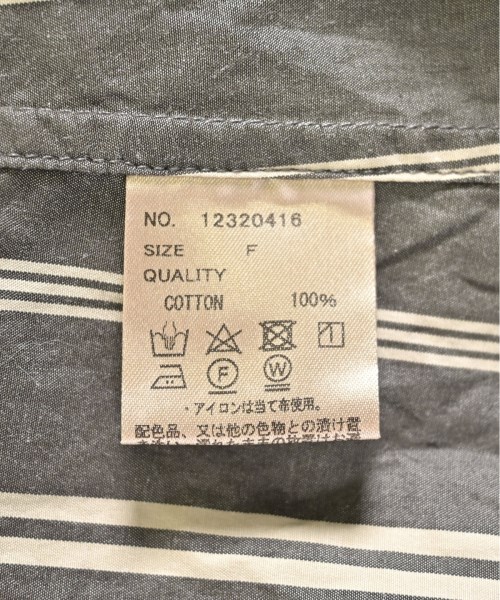 NO. 12320416
SIZE F
QUALITY
COTTON 100%
F W
・アイロンは当て布使用。
配色品、又は他の色物との漬け置